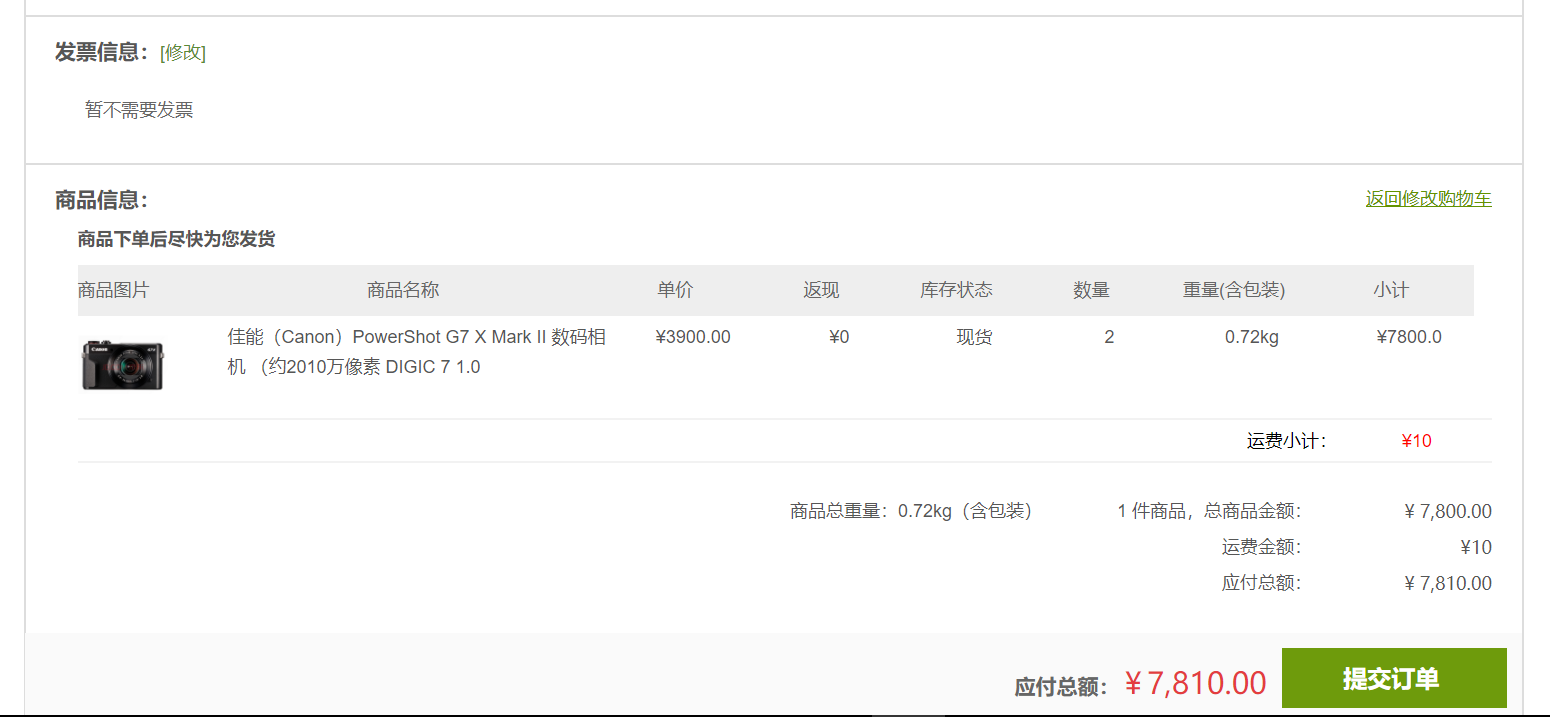 发票信息：[修改]
暂不需要发票
商品信息：
返回修改购物车
商品下单后尽快为您发货
商品图片 商品名称 单价 返现 库存状态 数量 重量(含包装) 小计
佳能（Canon）PowerShot G7 X Mark II 数码相 ¥3900.00 ¥0 现货 2 0.72kg ¥7800.0
机 （约2010万像素 DIGIC 7 1.0
运费小计： ¥10
商品总重量：0.72kg（含包装） 1 件商品，总商品金额： ¥ 7,800.00
运费金额： ¥10
应付总额： ¥ 7,810.00
应付总额： ¥ 7,810.00 提交订单